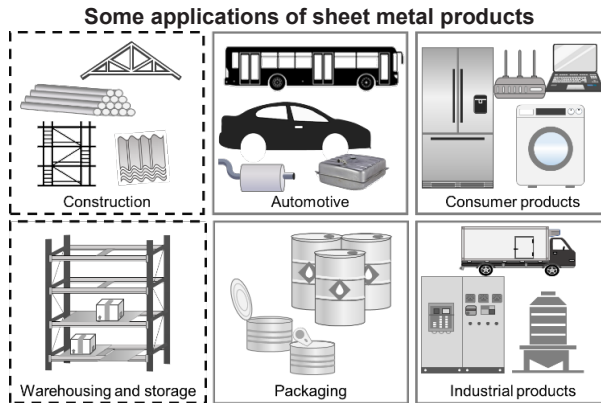 Some applications of sheet metal products
Construction
Automotive
Consumer products
Warehousing and storage
Packaging
Industrial products